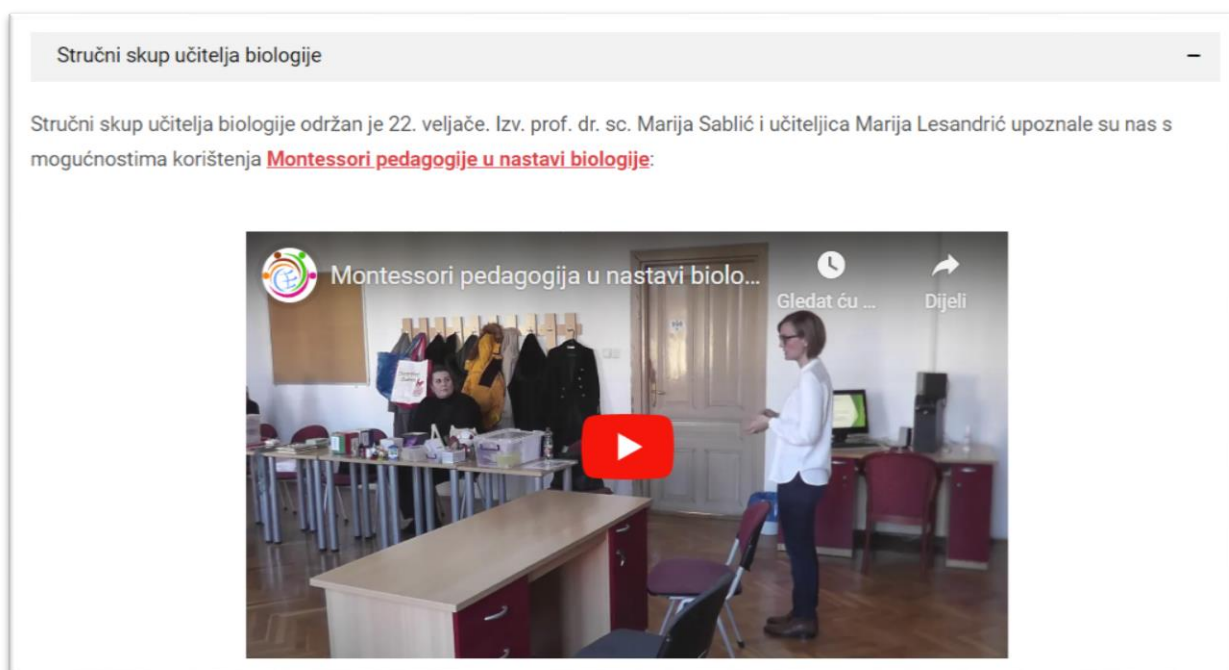 Stručni skup učitelja biologije
Stručni skup učitelja biologije održan je 22. veljače. Izv. prof. dr. sc. Marija Sablić i učiteljica Marija Lesandrić upoznale su nas s
mogućnostima korištenja Montessori pedagogije u nastavi biologije:
Montessori pedagogija u nastavi biolo...
Gledat ću ...
Dijeli